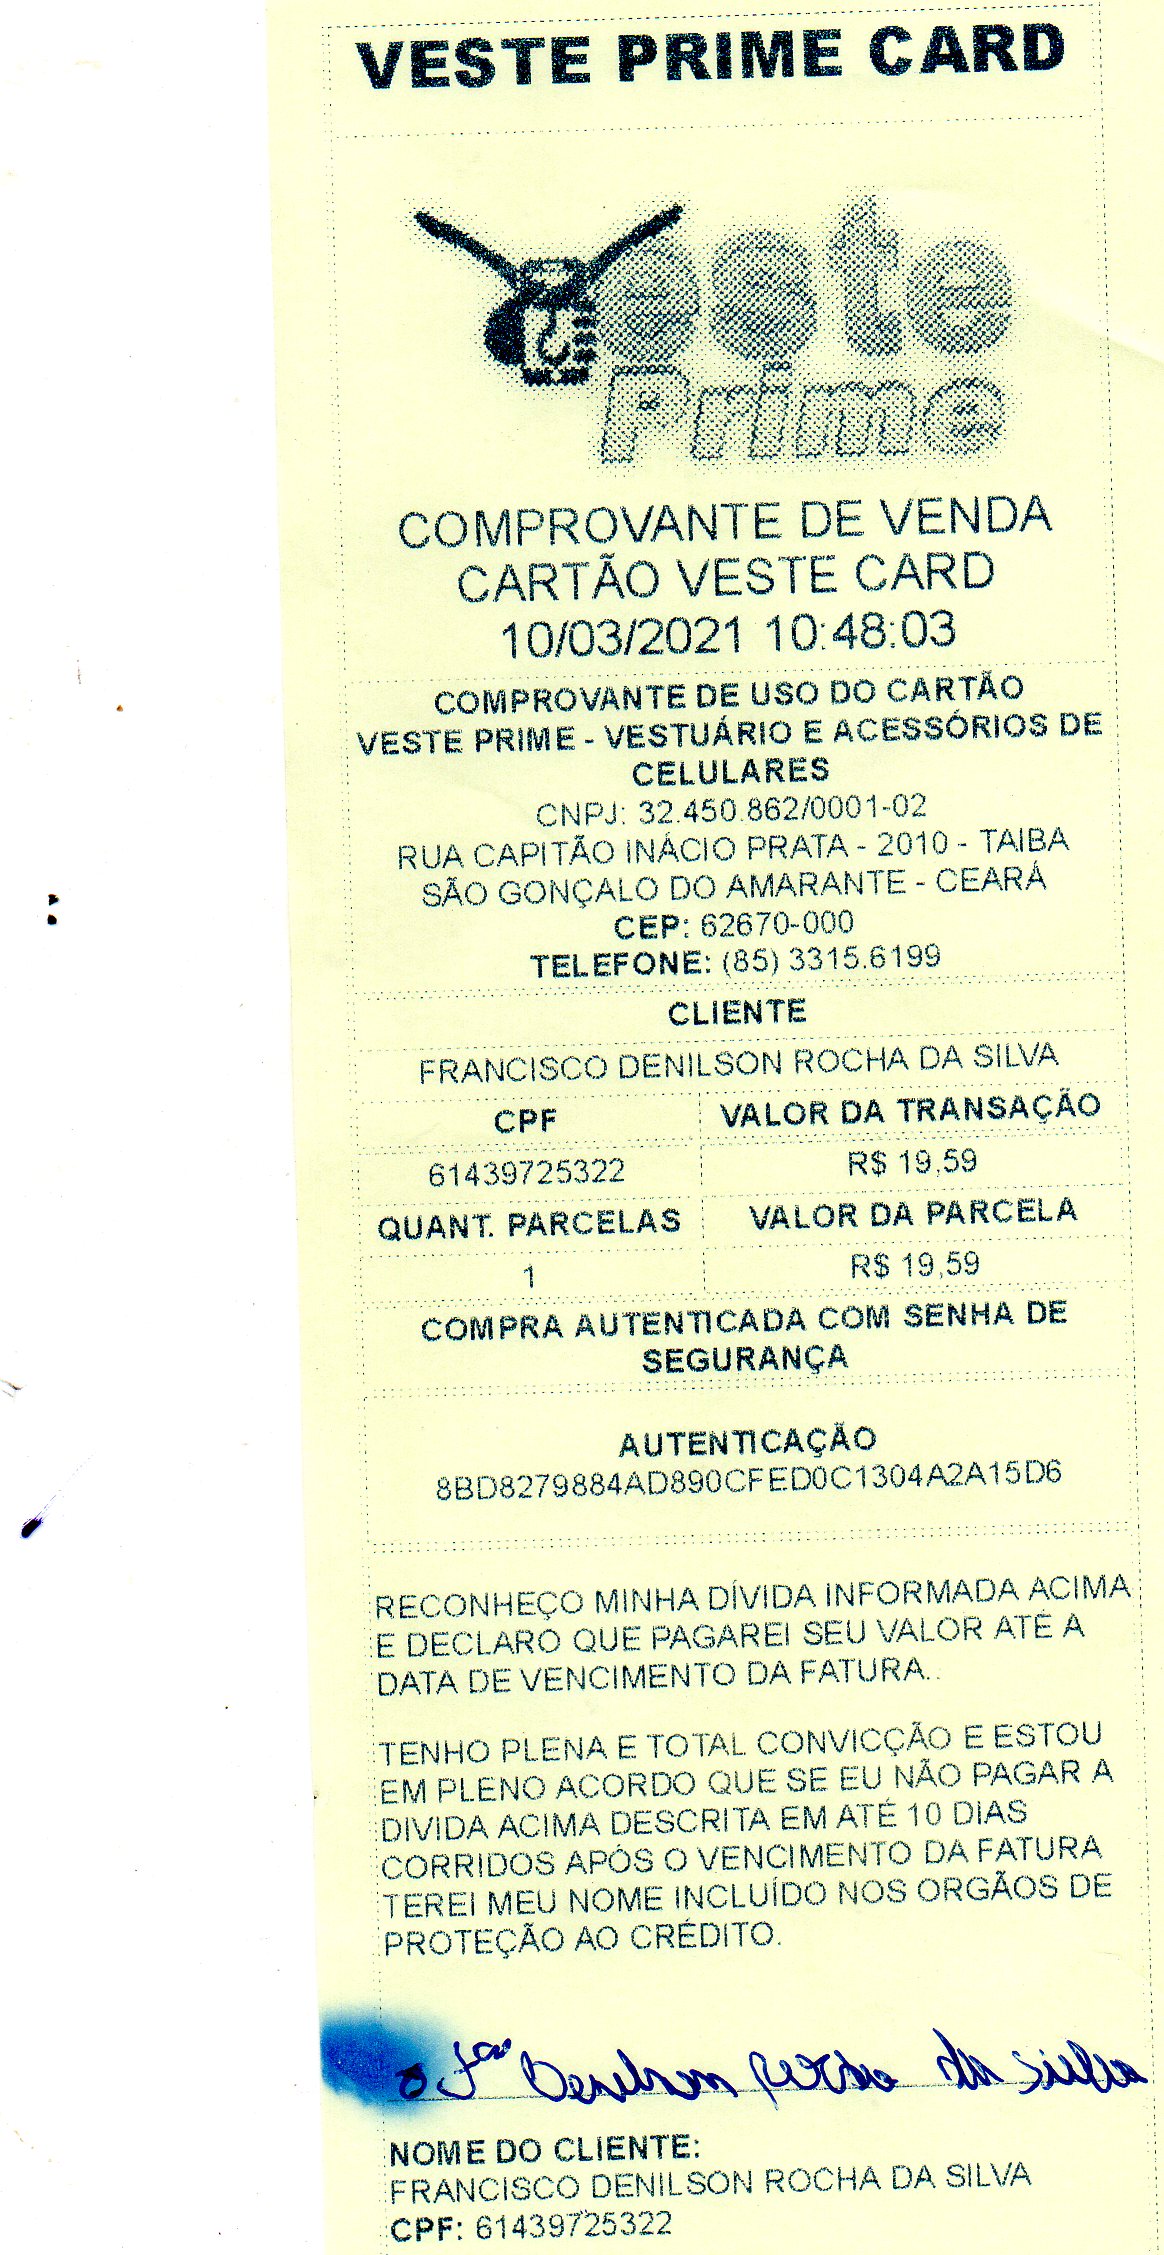 VESTE PRIME CARD
este
Prime
COMPROVANTE DE VENDA
CARTÃO VESTE CARD
10/03/2021 10:48:03
COMPROVANTE DE USO DO CARTÃO
VESTE PRIME - VESTUÁRIO E ACESSÓRIOS DE
CELULARES
CNPJ: 32.450.862/0001-02
RUA CAPITÃO INÁCIO PRATA - 2010 - TAIBA
SÃO GONÇALO DO AMARANTE - CEARÁ
CEP: 62670-000
TELEFONE: (85) 3315.6199
CLIENTE
FRANCISCO DENILSON ROCHA DA SILVA
CPF VALOR DA TRANSAÇÃO
61439725322 R$ 19,59
QUANT. PARCELAS VALOR DA PARCELA
1 R$ 19,59
COMPRA AUTENTICADA COM SENHA DE
SEGURANÇA
AUTENTICAÇÃO
8BD8279884AD890CFED0C1304A2A15D6
RECONHEÇO MINHA DÍVIDA INFORMADA ACIMA
E DECLARO QUE PAGAREI SEU VALOR ATÉ A
DATA DE VENCIMENTO DA FATURA..
TENHO PLENA E TOTAL CONVICÇÃO E ESTOU
EM PLENO ACORDO QUE SE EU NÃO PAGAR A
DIVIDA ACIMA DESCRITA EM ATÉ 10 DIAS
CORRIDOS APÓS O VENCIMENTO DA FATURA
TEREI MEU NOME INCLUÍDO NOS ORGÃOS DE
PROTEÇÃO AO CRÉDITO.
Fco Denilson Rocha da Silva
NOME DO CLIENTE:
FRANCISCO DENILSON ROCHA DA SILVA
CPF: 61439725322